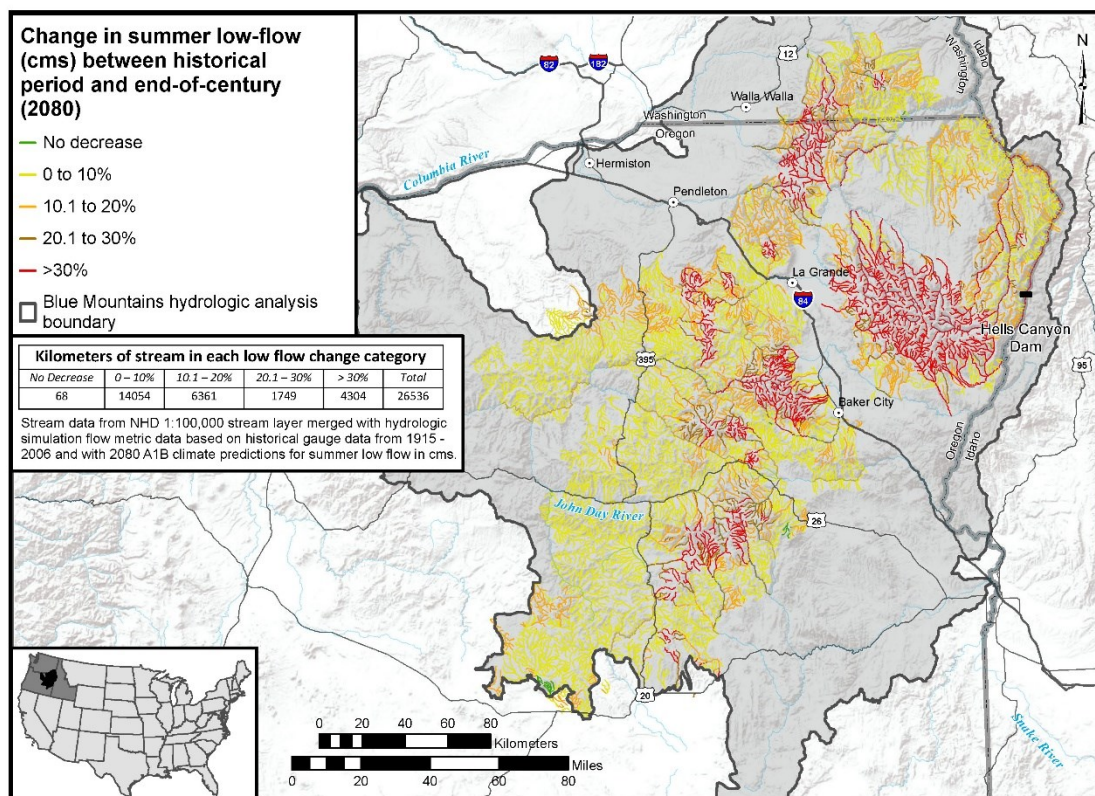 Change in summer low-flow
(cms) between historical
period and end-of-century
(2080)
No decrease
0 to 10%
10.1 to 20%
20.1 to 30%
>30%
Blue Mountains hydrologic analysis
boundary
Kilometers of stream in each low flow change category
No Decrease 0 – 10% 10.1 – 20% 20.1 – 30% > 30% Total
68 14054 6361 1749 4304 26536
Stream data from NHD 1:100,000 stream layer merged with hydrologic
simulation flow metric data based on historical gauge data from 1915 -
2006 and with 2080 A1B climate predictions for summer low flow in cms.
82
182
12
Washington
Idaho
N
Walla Walla
Washington
Oregon
Columbia River
Hermiston
Pendleton
La Grande
84
Hells Canyon
Dam
395
95
Baker City
Oregon
Idaho
John Day River
26
20
Snake River
0 20 40 60 80
Kilometers
0 20 40 60 80
Miles